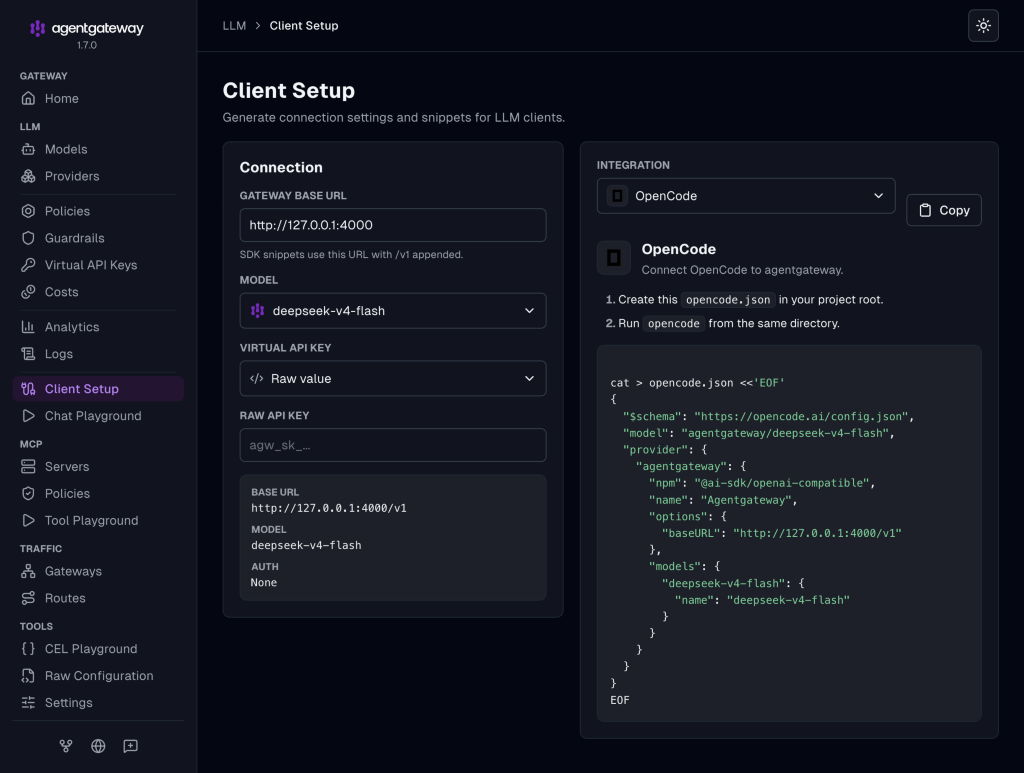 agentgateway
1.7.0
GATEWAY
Home
LLM
Models
Providers
Policies
Guardrails
Virtual API Keys
Costs
Analytics
Logs
Client Setup
Chat Playground
MCP
Servers
Policies
Tool Playground
TRAFFIC
Gateways
Routes
TOOLS
CEL Playground
Raw Configuration
Settings
LLM > Client Setup
Client Setup
Generate connection settings and snippets for LLM clients.
Connection
GATEWAY BASE URL
http://127.0.0.1:4000
SDK snippets use this URL with /v1 appended.
MODEL
deepseek-v4-flash
VIRTUAL API KEY
Raw value
RAW API KEY
agw_sk_...
BASE URL
http://127.0.0.1:4000/v1
MODEL
deepseek-v4-flash
AUTH
None
INTEGRATION
OpenCode
Copy
OpenCode
Connect OpenCode to agentgateway.
1. Create this opencode.json in your project root.
2. Run opencode from the same directory.
cat > opencode.json <<'EOF'
{
  "$schema": "https://opencode.ai/config.json",
  "model": "agentgateway/deepseek-v4-flash",
  "provider": {
    "agentgateway": {
      "npm": "@ai-sdk/openai-compatible",
      "name": "Agentgateway",
      "options": {
        "baseURL": "http://127.0.0.1:4000/v1"
      },
      "models": {
        "deepseek-v4-flash": {
          "name": "deepseek-v4-flash"
        }
      }
    }
  }
}
EOF